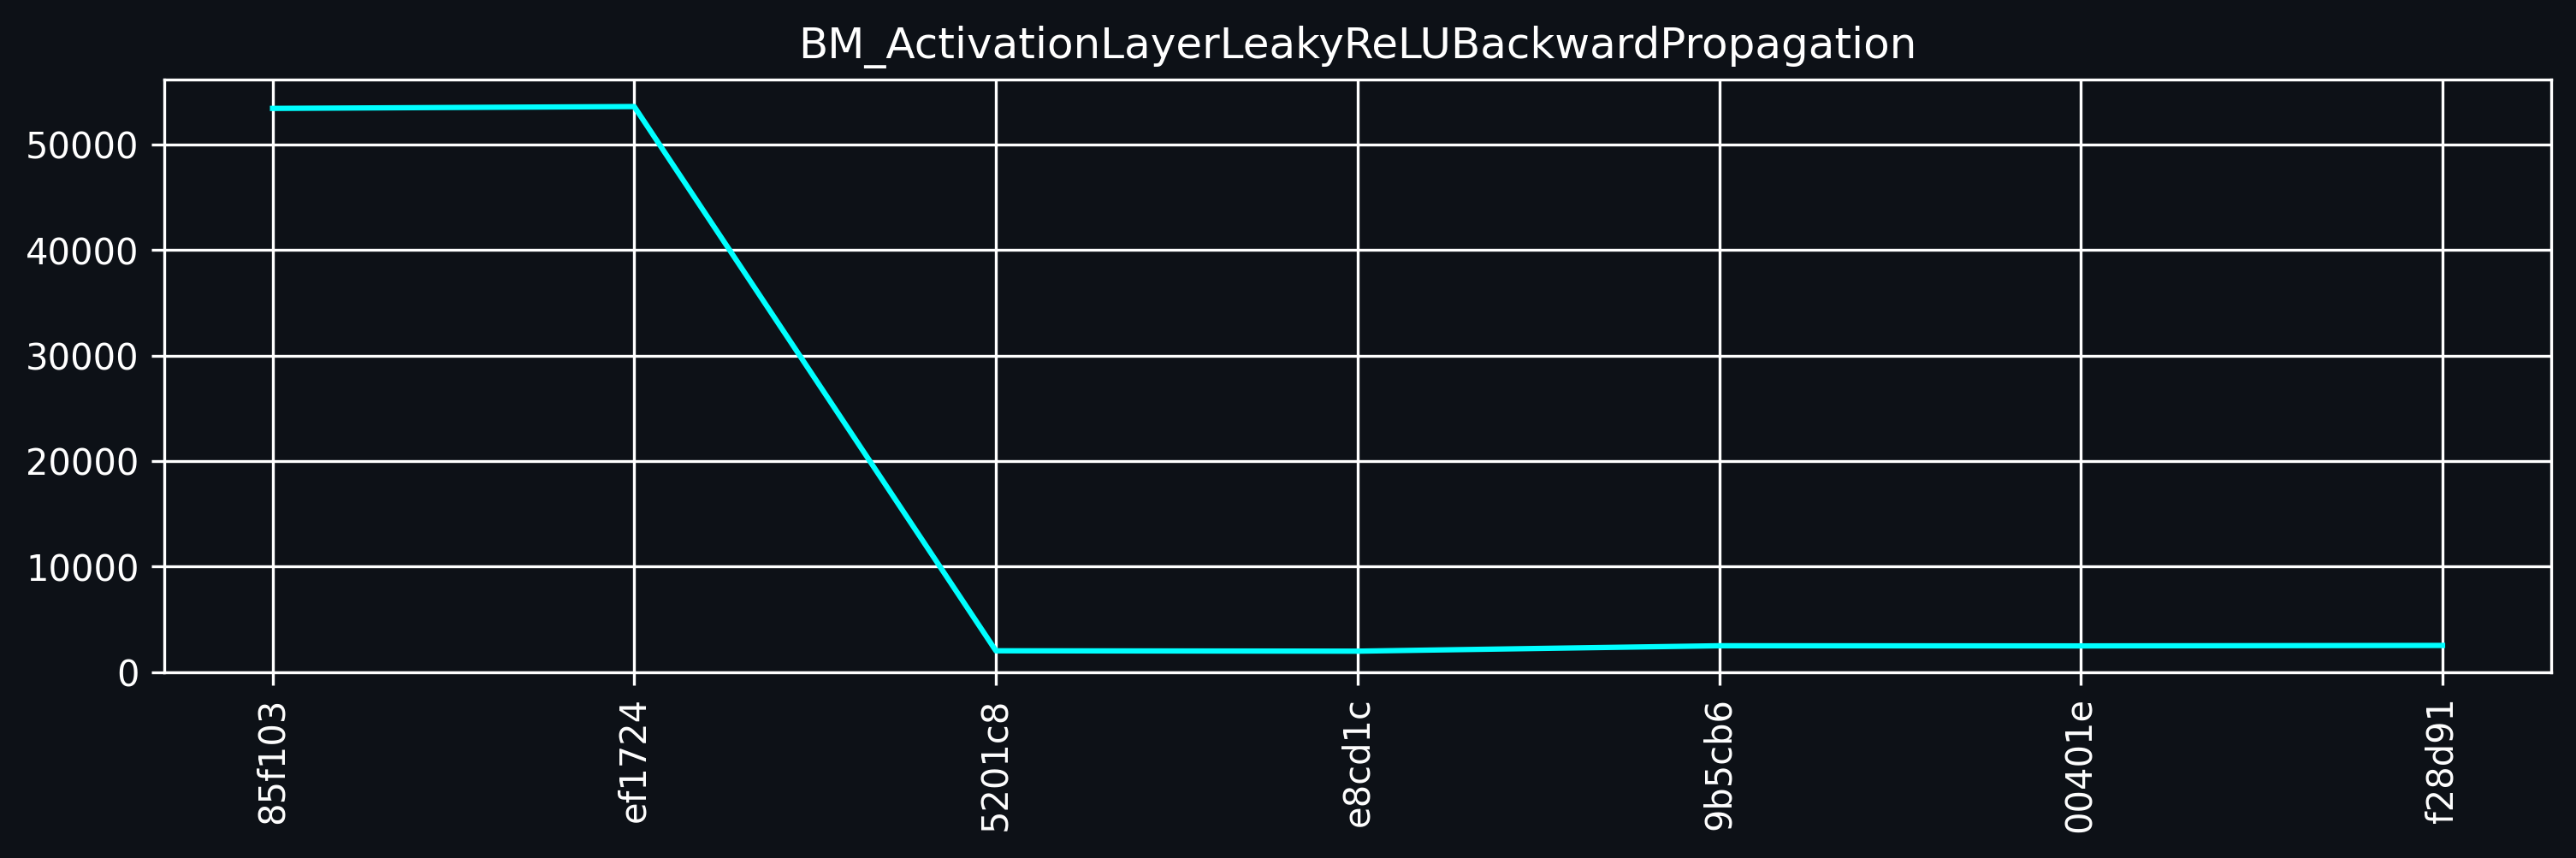 BM_ActivationLayerLeakyReLUBackwardPropagation
50000
40000
30000
20000
10000
0
85f103
ef1724
5201c8
e8cd1c
9b5cb6
00401e
f28d91